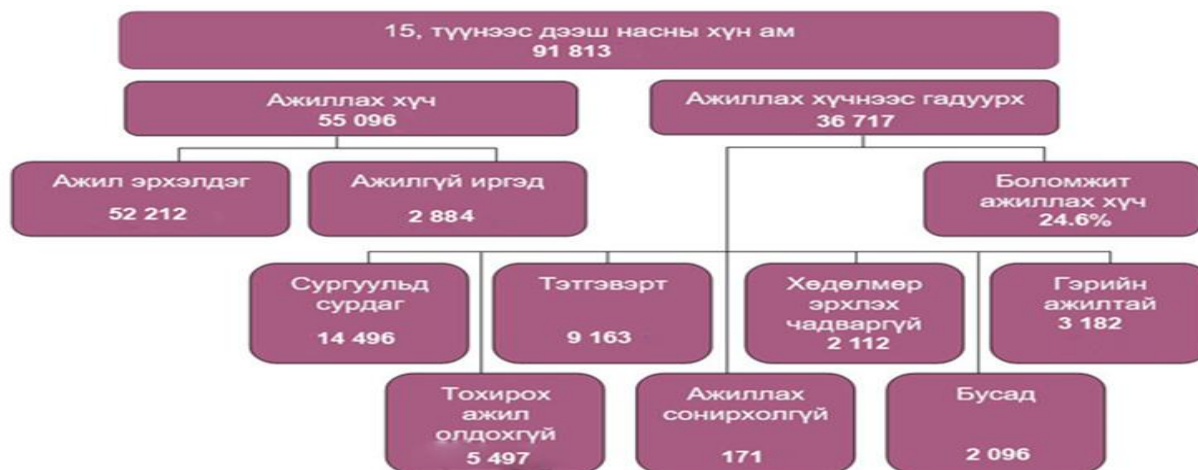 15, түүнээс дээш насны хүн ам
91 813
Ажиллах хүч
55 096
Ажиллах хүчнээс гадуурх
36 717
Ажил эрхэлдэг
52 212
Ажилгүй иргэд
2 884
Боломжит
ажиллах хүч
24.6%
Сургуульд
сурдаг
14 496
Тэтгэвэрт
9 163
Хөдөлмөр
эрхлэх
чадваргүй
2 112
Гэрийн
ажилтай
3 182
Тохирох
ажил
олдохгүй
5 497
Ажиллах
сонирхолгүй
171
Бусад
2 096